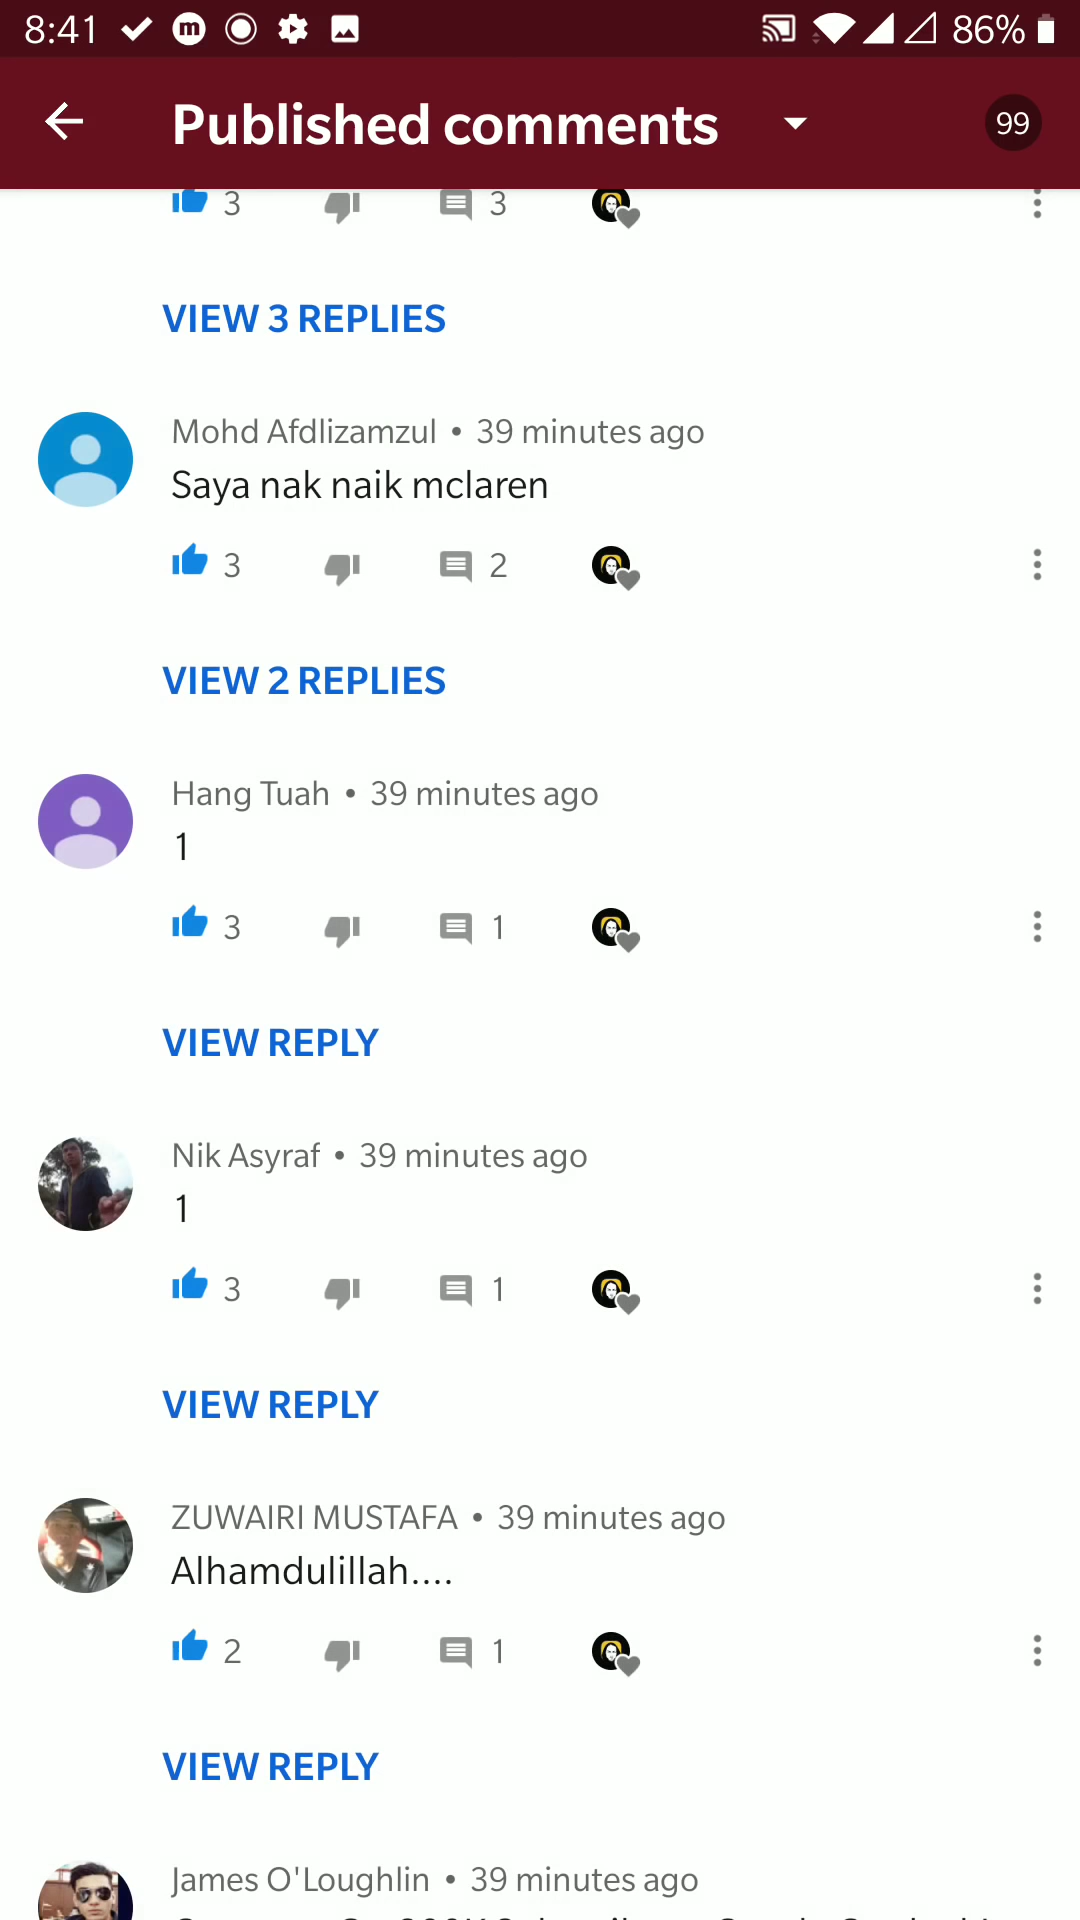 8:41 m 86%
Published comments 99
3 3
VIEW 3 REPLIES
Mohd Afdlizamzul • 39 minutes ago
Saya nak naik mclaren
3 2
VIEW 2 REPLIES
Hang Tuah • 39 minutes ago
1
3 1
VIEW REPLY
Nik Asyraf • 39 minutes ago
1
3 1
VIEW REPLY
ZUWAIRI MUSTAFA • 39 minutes ago
Alhamdulillah....
2 1
VIEW REPLY
James O'Loughlin • 39 minutes ago